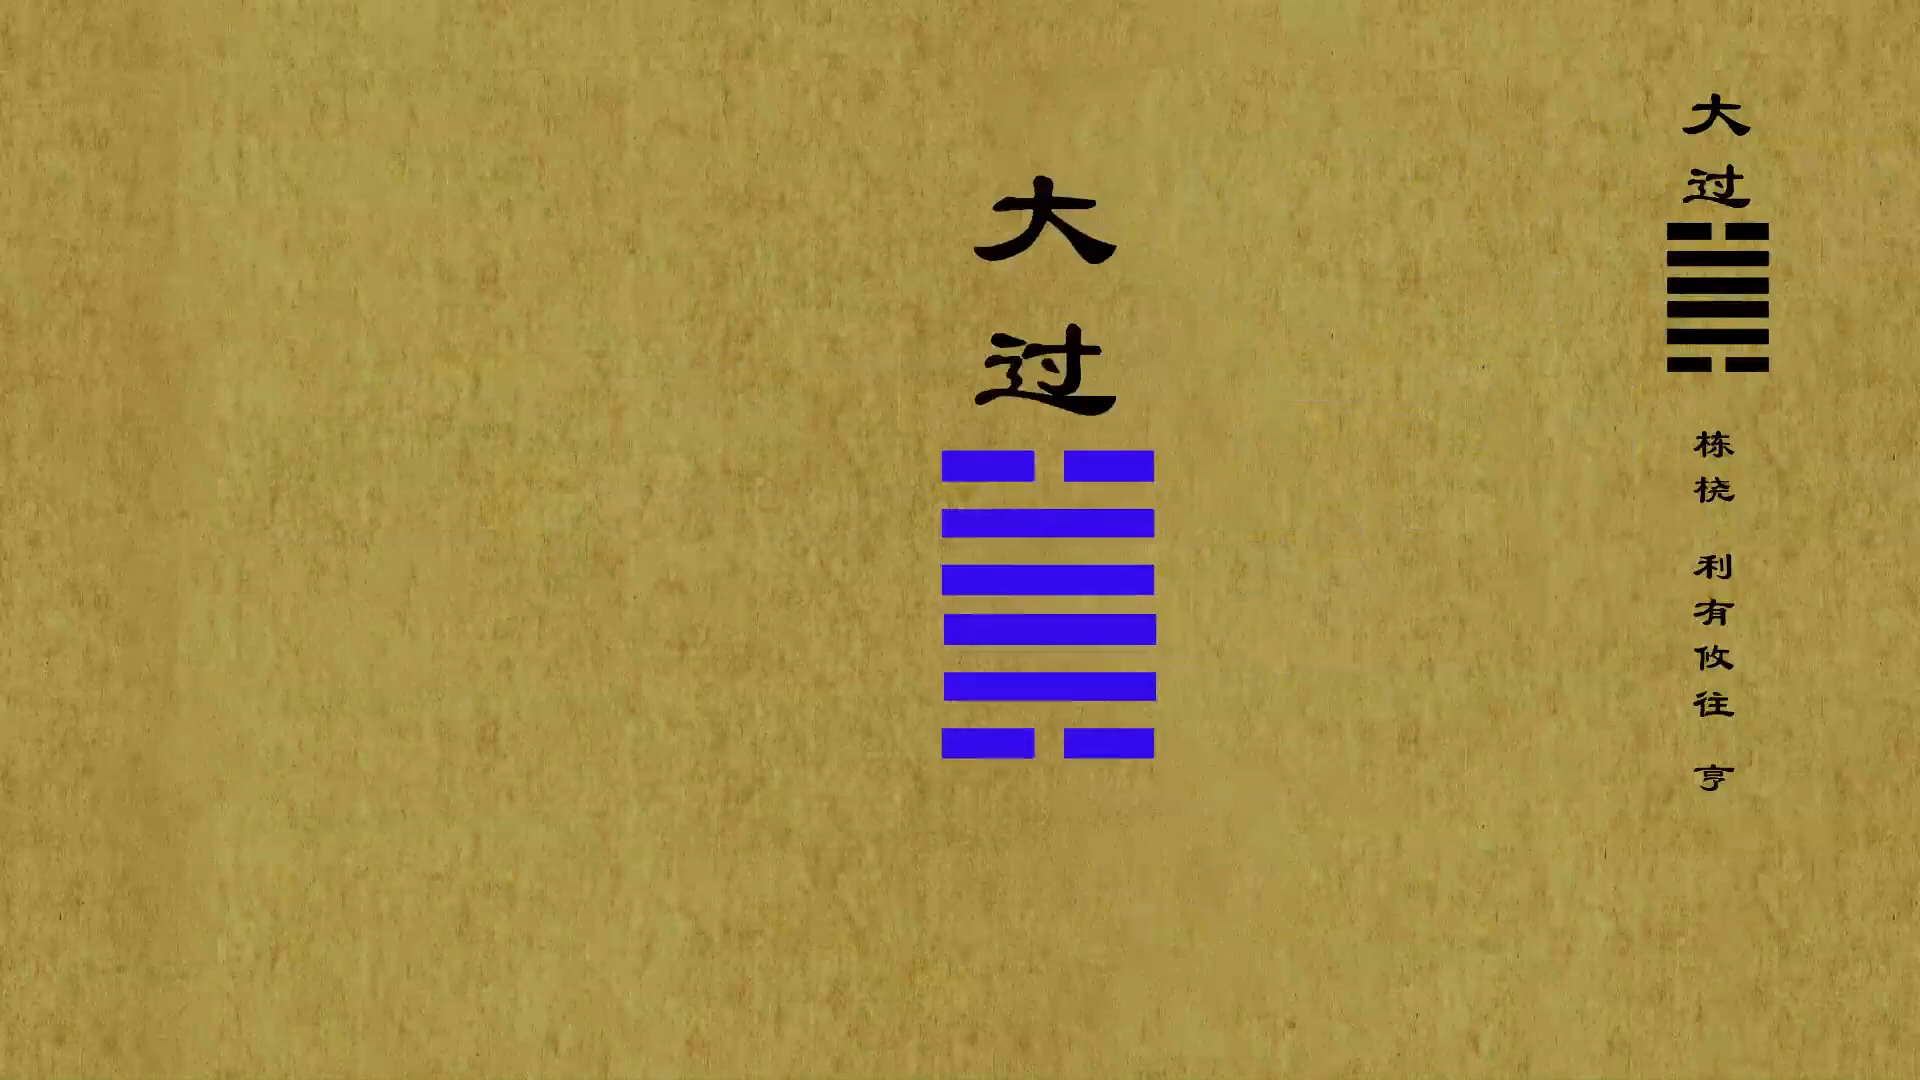 大过
栋桡 利有攸往 亨
大过